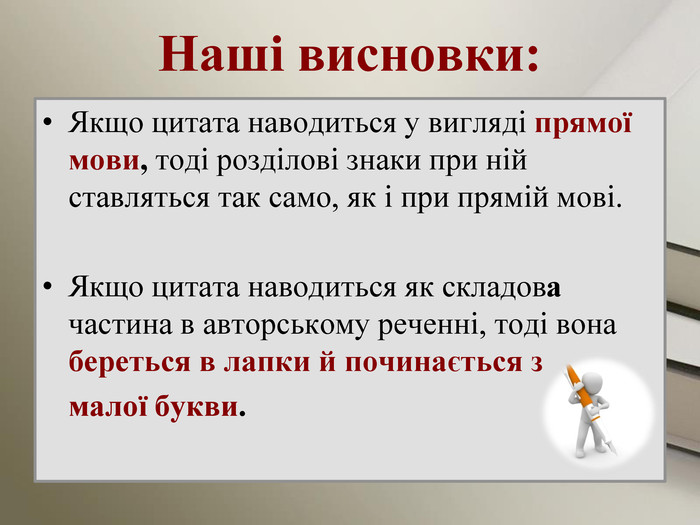 Наші висновки:
• Якщо цитата наводиться у вигляді прямої
мови, тоді розділові знаки при ній
ставляться так само, як і при прямій мові.
• Якщо цитата наводиться як складова
частина в авторському реченні, тоді вона
береться в лапки й починається з
малої букви.